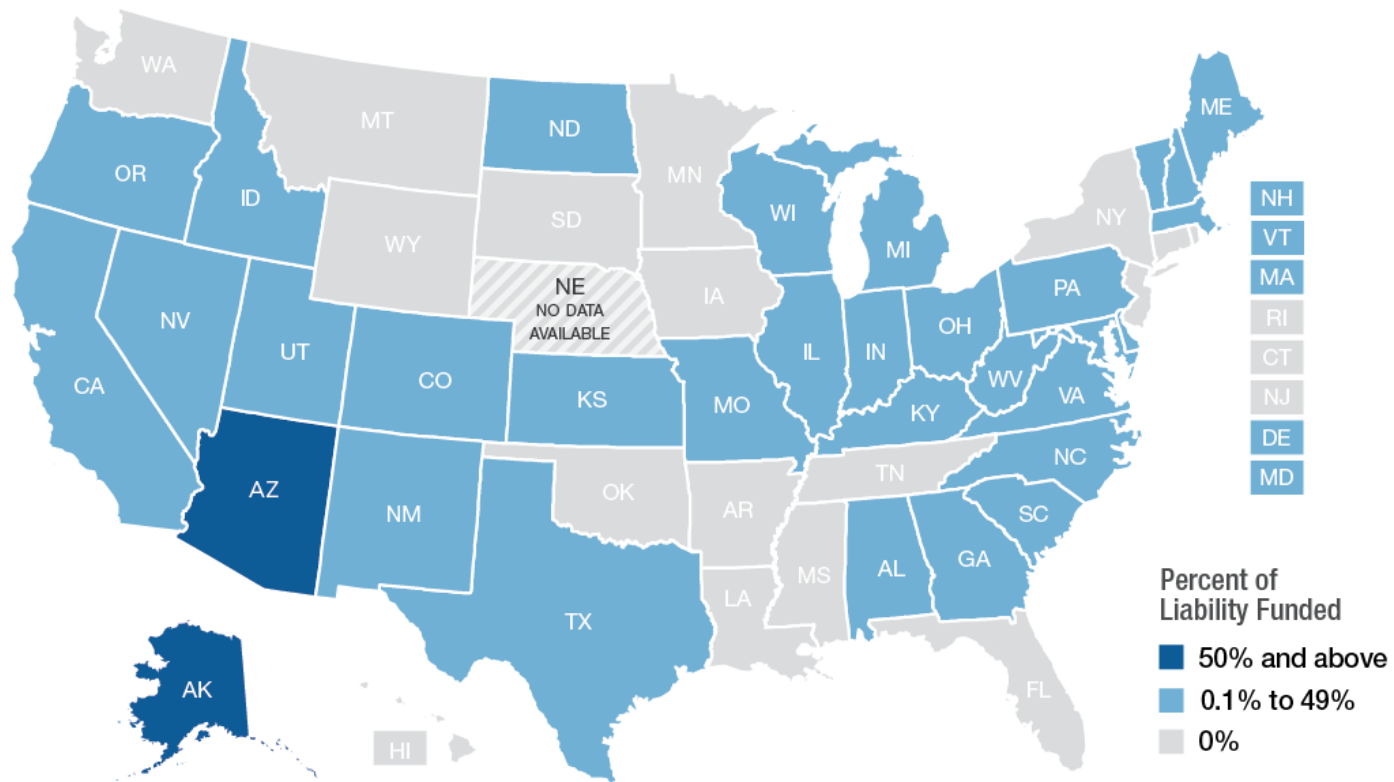 WA
MT
ND
MN
ME
OR
ID
SD
WI
NY
WY
MI
NE
NO DATA
AVAILABLE
IA
PA
NV
UT
CO
IL
IN
OH
CA
KS
MO
WV
VA
KY
AZ
NM
OK
TN
NC
AR
SC
MS
AL
GA
LA
TX
FL
AK
HI
NH
VT
MA
RI
CT
NJ
DE
MD
Percent of
Liability Funded
50% and above
0.1% to 49%
0%